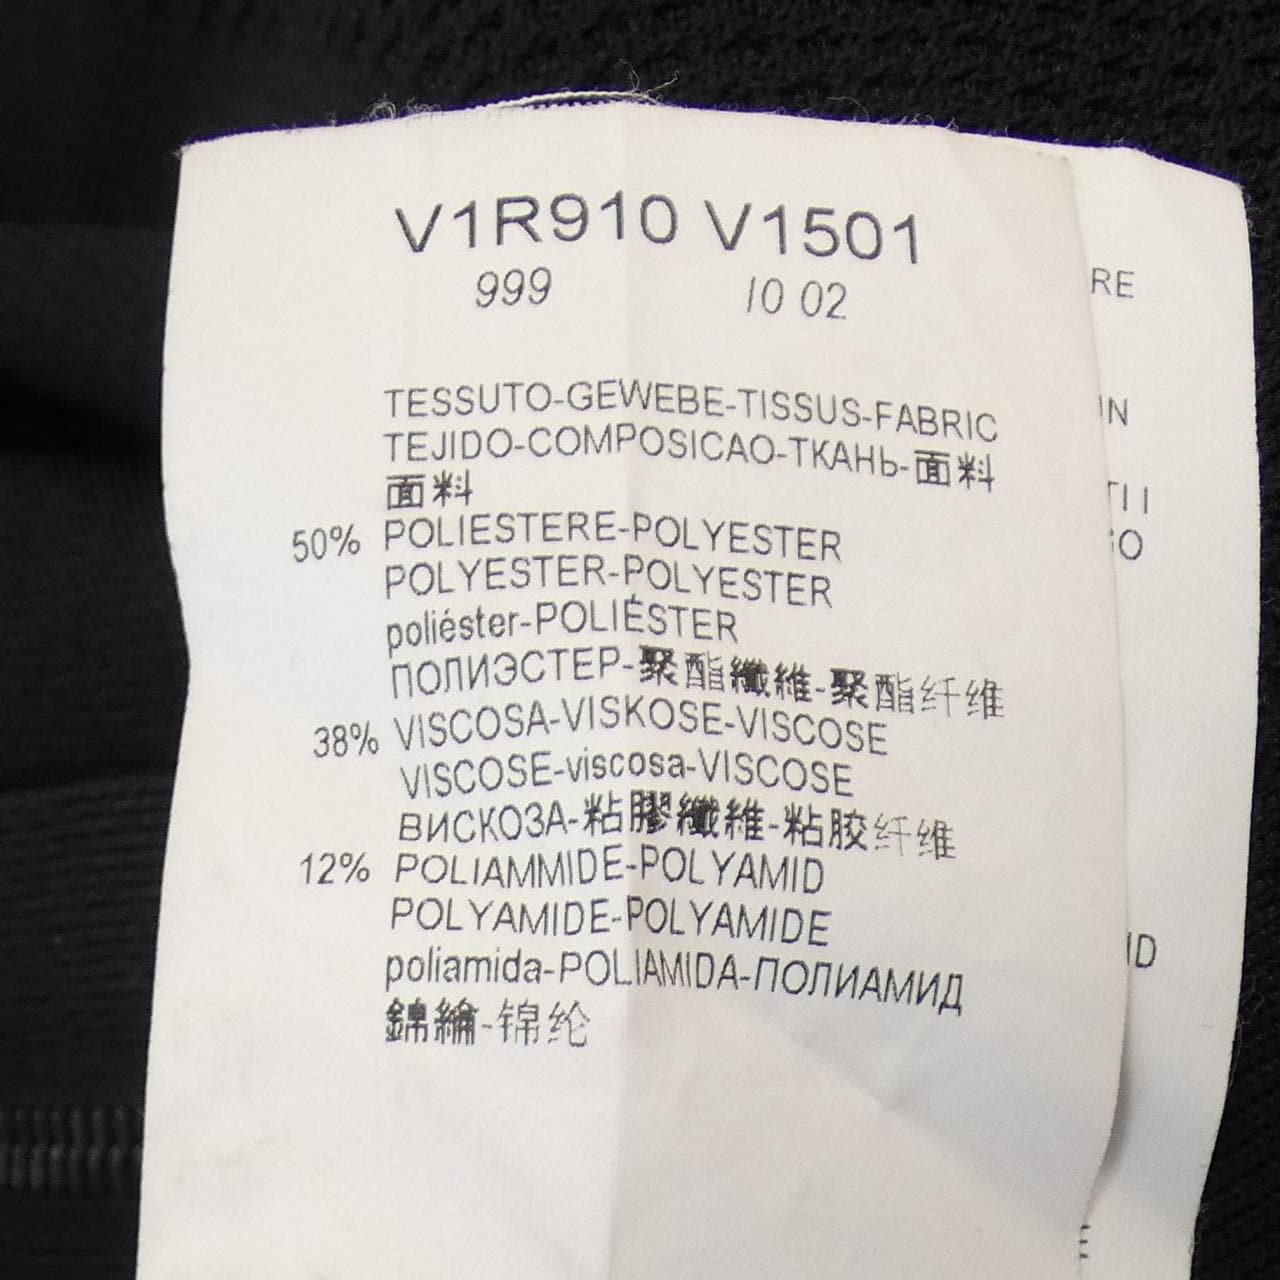 V1R910 V1501
999 10 02
TESSUTO-GEWEBE-TISSUS-FABRIC
TEJIDO-COMPOSICAO-ТКАНЬ-面料
面料
50% POLIESTERE-POLYESTER
POLYESTER-POLYESTER
poliéster-POLIÉSTER
ПОЛИЭСТЕР-聚酯纖維-聚酯纤维
38% VISCOSA-VISKOSE-VISCOSE
VISCOSE-viscosa-VISCOSE
ВИСКОЗА-粘膠纖維-粘胶纤维
12% POLIAMMIDE-POLYAMID
POLYAMIDE-POLYAMIDE
poliamida-POLIAMIDA-ПОЛИАМИД
錦綸-锦纶
RE
IN